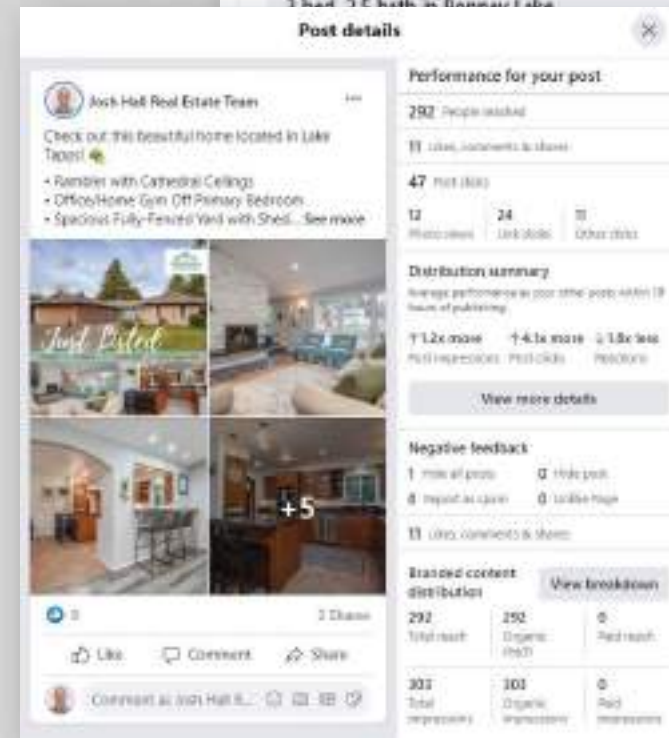 2 bed, 2.5 bath in Bonney Lake
Post details
Josh Hall Real Estate Team
Check out this beautiful home located in Lake
Tapps!
• Rambler with Cathedral Ceilings
• Office/Home Gym Off Primary Bedroom
• Spacious Fully-Fenced Yard with Shed... See more
Just Listed
+5
2 Shares
Like Comment Share
Comment as Josh Hall R...
Performance for your post
292 People reached
11 Likes, comments & shares
47 Post clicks
12 24 11
Photo views Link clicks Other clicks
Distribution summary
Average performance as your other posts within
hours of publishing
↑1.2x more ↑4.1x more ↓1.8x less
Post impressions Post clicks Reactions
View more details
Negative feedback
1 Hide all posts 0 Hide post
Report as spam 0 Unlike Page
11 Likes, comments & shares
Branded content
distribution
View breakdown
292 292 0
Total reach Organic Paid reach
reach
303 303 0
Total Organic Paid
impressions impressions impressions